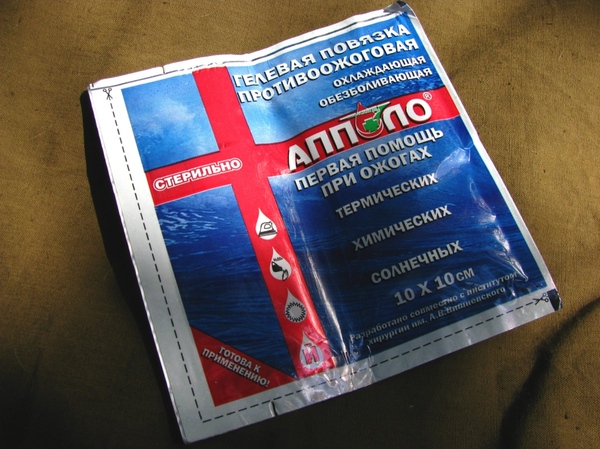 ГЕЛЕВАЯ ПОВЯЗКА
ПРОТИВООЖОГОВАЯ
ОХЛАЖДАЮЩАЯ
ОБЕЗБОЛИВАЮЩАЯ
АППОЛО®
СТЕРИЛЬНО
ПЕРВАЯ ПОМОЩЬ
ПРИ ОЖОГАХ
ТЕРМИЧЕСКИХ
ХИМИЧЕСКИХ
СОЛНЕЧНЫХ
10 X 10 СМ
Разработано совместно с институтом
хирургии им. А.В.Вишневского
ГОТОВА К
ПРИМЕНЕНИЮ!